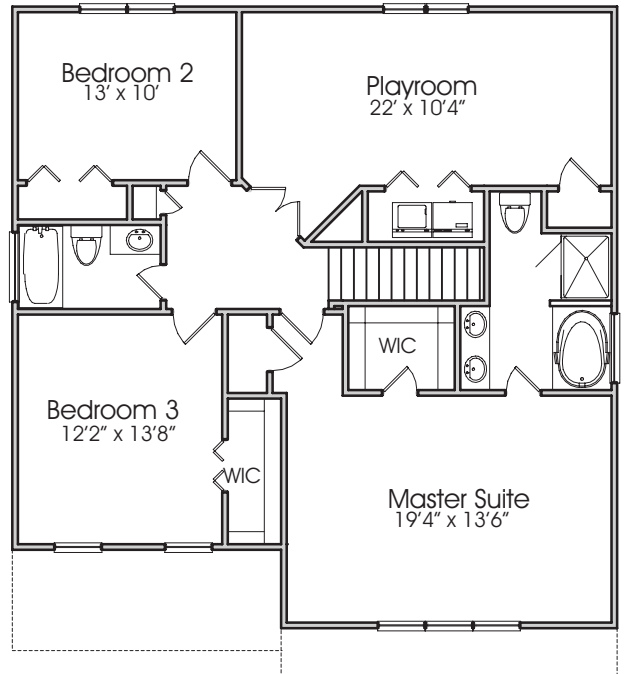 Bedroom 2
13’ x 10’
Playroom
22’ x 10’4”
WIC
Bedroom 3
12’2” x 13’8”
WIC
Master Suite
19’4” x 13’6”